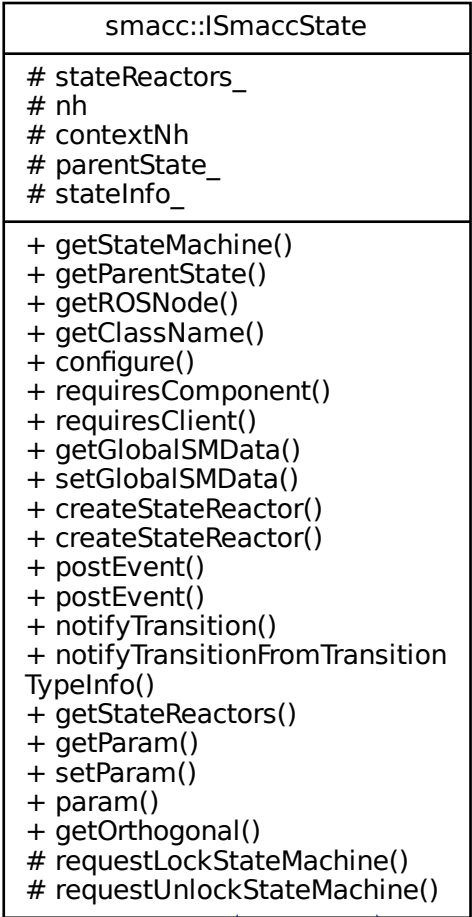 smacc::ISmaccState
# stateReactors_
# nh
# contextNh
# parentState_
# stateInfo_
+ getStateMachine()
+ getParentState()
+ getROSNode()
+ getClassName()
+ configure()
+ requiresComponent()
+ requiresClient()
+ getGlobalSMData()
+ setGlobalSMData()
+ createStateReactor()
+ createStateReactor()
+ postEvent()
+ postEvent()
+ notifyTransition()
+ notifyTransitionFromTransition
TypeInfo()
+ getStateReactors()
+ getParam()
+ setParam()
+ param()
+ getOrthogonal()
# requestLockStateMachine()
# requestUnlockStateMachine()